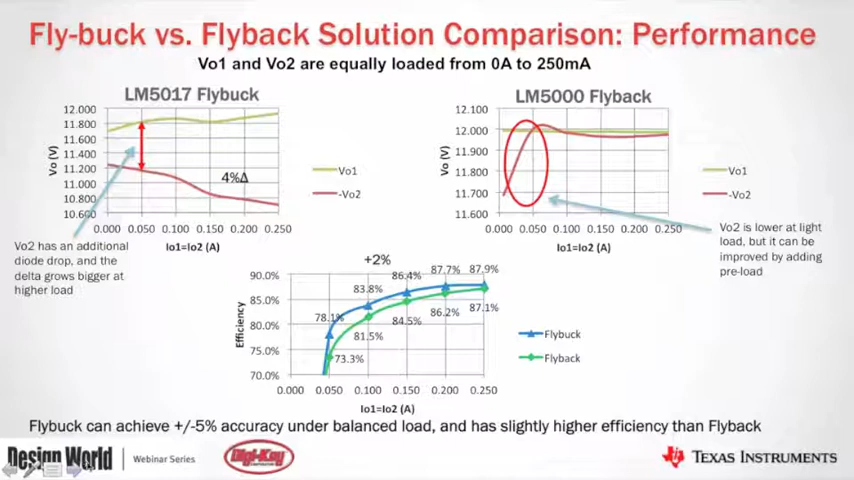 Fly-buck vs. Flyback Solution Comparison: Performance
Vo1 and Vo2 are equally loaded from 0A to 250mA
LM5017 Flybuck
12.000
11.800
11.600
11.400
11.200
11.000
10.800
10.600
Vo (V)
0.000 0.050 0.100 0.150 0.200 0.250
Io1=Io2 (A)
4%Δ
Vo1
-Vo2
Vo2 has an additional
diode drop, and the
delta grows bigger at
higher load
LM5000 Flyback
12.100
12.000
11.900
11.800
11.700
11.600
Vo (V)
0.000 0.050 0.100 0.150 0.200 0.250
Io1=Io2 (A)
Vo1
-Vo2
Vo2 is lower at light
load, but it can be
improved by adding
pre-load
+2%
90.0%
85.0%
80.0%
75.0%
70.0%
Efficiency
78.1% 83.8% 86.4% 87.7% 87.9%
73.3% 81.5% 84.5% 86.2% 87.1%
0.000 0.050 0.100 0.150 0.200 0.250
Io1=Io2 (A)
Flybuck
Flyback
Flybuck can achieve +/-5% accuracy under balanced load, and has slightly higher efficiency than Flyback
Design World
Webinar Series
Digi-Key
TEXAS INSTRUMENTS